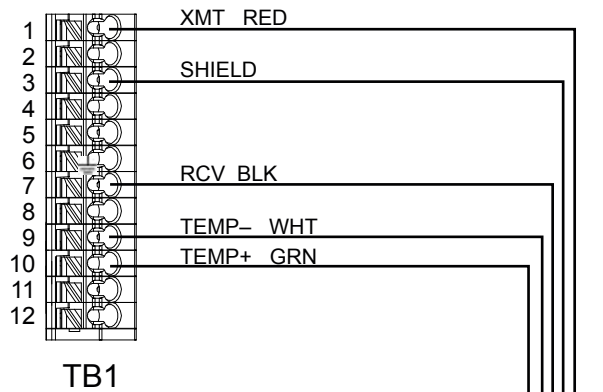 1 XMT RED
2
3 SHIELD
4
5
6
7 RCV BLK
8
9 TEMP– WHT
10 TEMP+ GRN
11
12
TB1